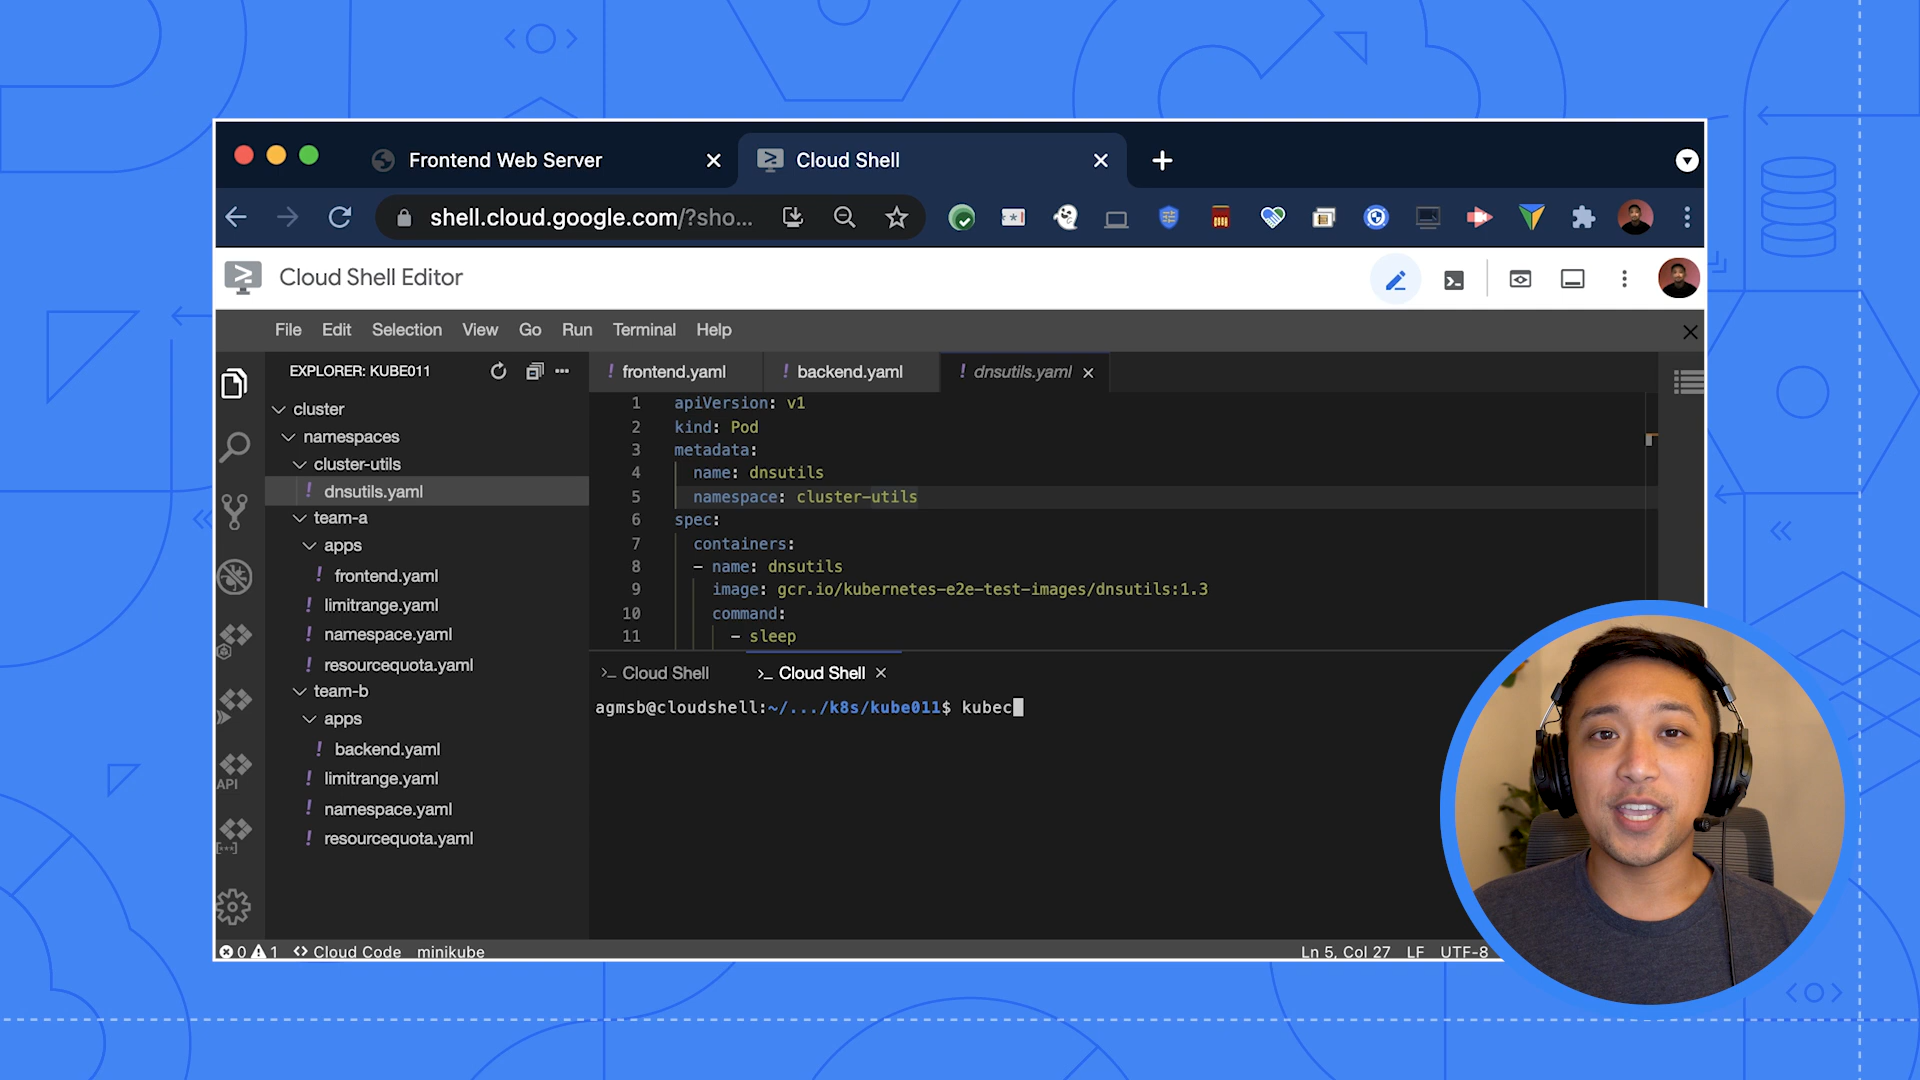 Frontend Web Server
Cloud Shell
shell.cloud.google.com/?sho...
Cloud Shell Editor
File Edit Selection View Go Run Terminal Help
EXPLORER: KUBE011
cluster
namespaces
cluster-utils
! dnsutils.yaml
team-a
apps
! frontend.yaml
! limitrange.yaml
! namespace.yaml
! resourcequota.yaml
team-b
apps
! backend.yaml
! limitrange.yaml
! namespace.yaml
! resourcequota.yaml
API
! frontend.yaml ! backend.yaml ! dnsutils.yaml
1 apiVersion: v1
2 kind: Pod
3 metadata:
4 name: dnsutils
5 namespace: cluster-utils
6 spec:
7 containers:
8 - name: dnsutils
9 image: gcr.io/kubernetes-e2e-test-images/dnsutils:1.3
10 command:
11 - sleep
>_ Cloud Shell >_ Cloud Shell
agmsb@cloudshell:~/.../k8s/kube011$ kubec
0 1 <> Cloud Code minikube Ln 5, Col 27 LF UTF-8